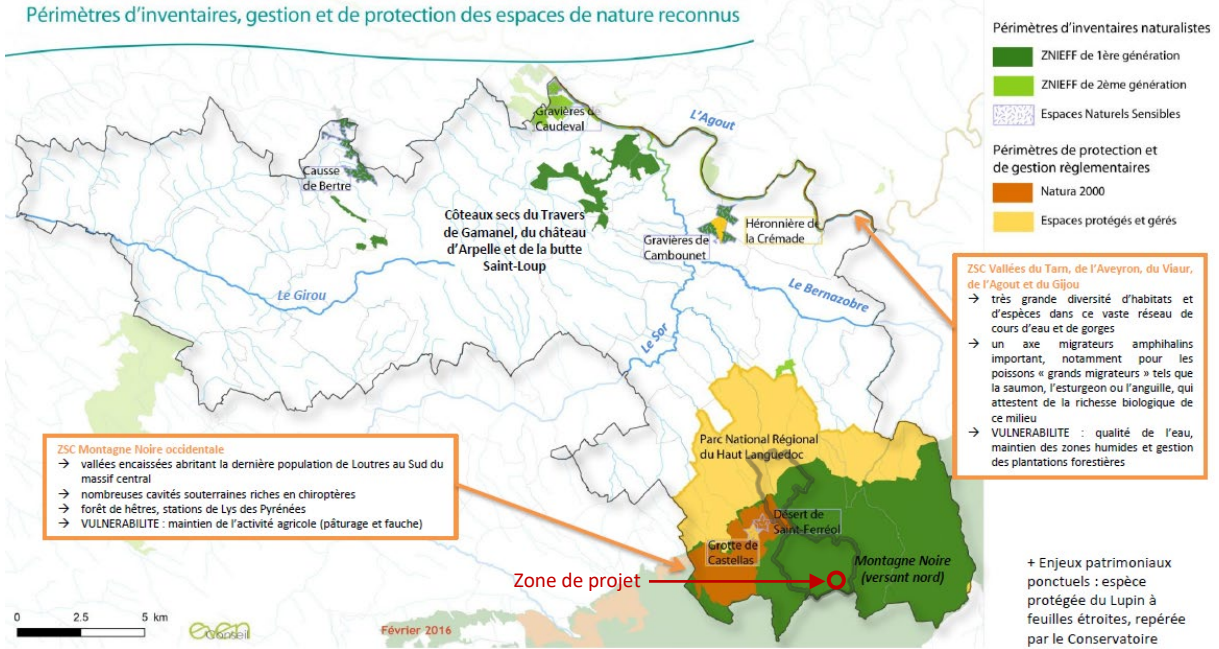 Périmètres d'inventaires, gestion et de protection des espaces de nature reconnus
Périmètres d'inventaires naturalistes
ZNIEFF de 1ère génération
ZNIEFF de 2ème génération
Espaces Naturels Sensibles
Périmètres de protection et
de gestion règlementaires
Natura 2000
Espaces protégés et gérés
Gravières de
Caudeval
L'Agout
Causse
de Bertre
Côteaux secs du Travers
de Gamanel, du château
d'Arpelle et de la butte
Saint-Loup
Héronnière de
la Crémade
Gravières de
Cambounet
Le Girou
Le Bernazobre
Le Sor
ZSC Vallées du Tarn, de l'Aveyron, du Viaur,
de l'Agout et du Gijou
→ très grande diversité d'habitats et
d'espèces dans ce vaste réseau de
cours d'eau et de gorges
→ un axe migrateurs amphihalins
important, notamment pour les
poissons « grands migrateurs » tels que
la saumon, l'esturgeon ou l'anguille, qui
attestent de la richesse biologique de
ce milieu
→ VULNERABILITE : qualité de l'eau,
maintien des zones humides et gestion
des plantations forestières
ZSC Montagne Noire occidentale
→ vallées encaissées abritant la dernière population de Loutres au Sud du
massif central
→ nombreuses cavités souterraines riches en chiroptères
→ forêt de hêtres, stations de Lys des Pyrénées
→ VULNERABILITE : maintien de l'activité agricole (pâturage et fauche)
Parc National Régional
du Haut Languedoc
Désert de
Saint-Ferréol
Grotte de
Castellas
Montagne Noire
(versant nord)
Zone de projet
+ Enjeux patrimoniaux
ponctuels : espèce
protégée du Lupin à
feuilles étroites, repérée
par le Conservatoire
0 2.5 5 km
even
Conseil
Février 2016